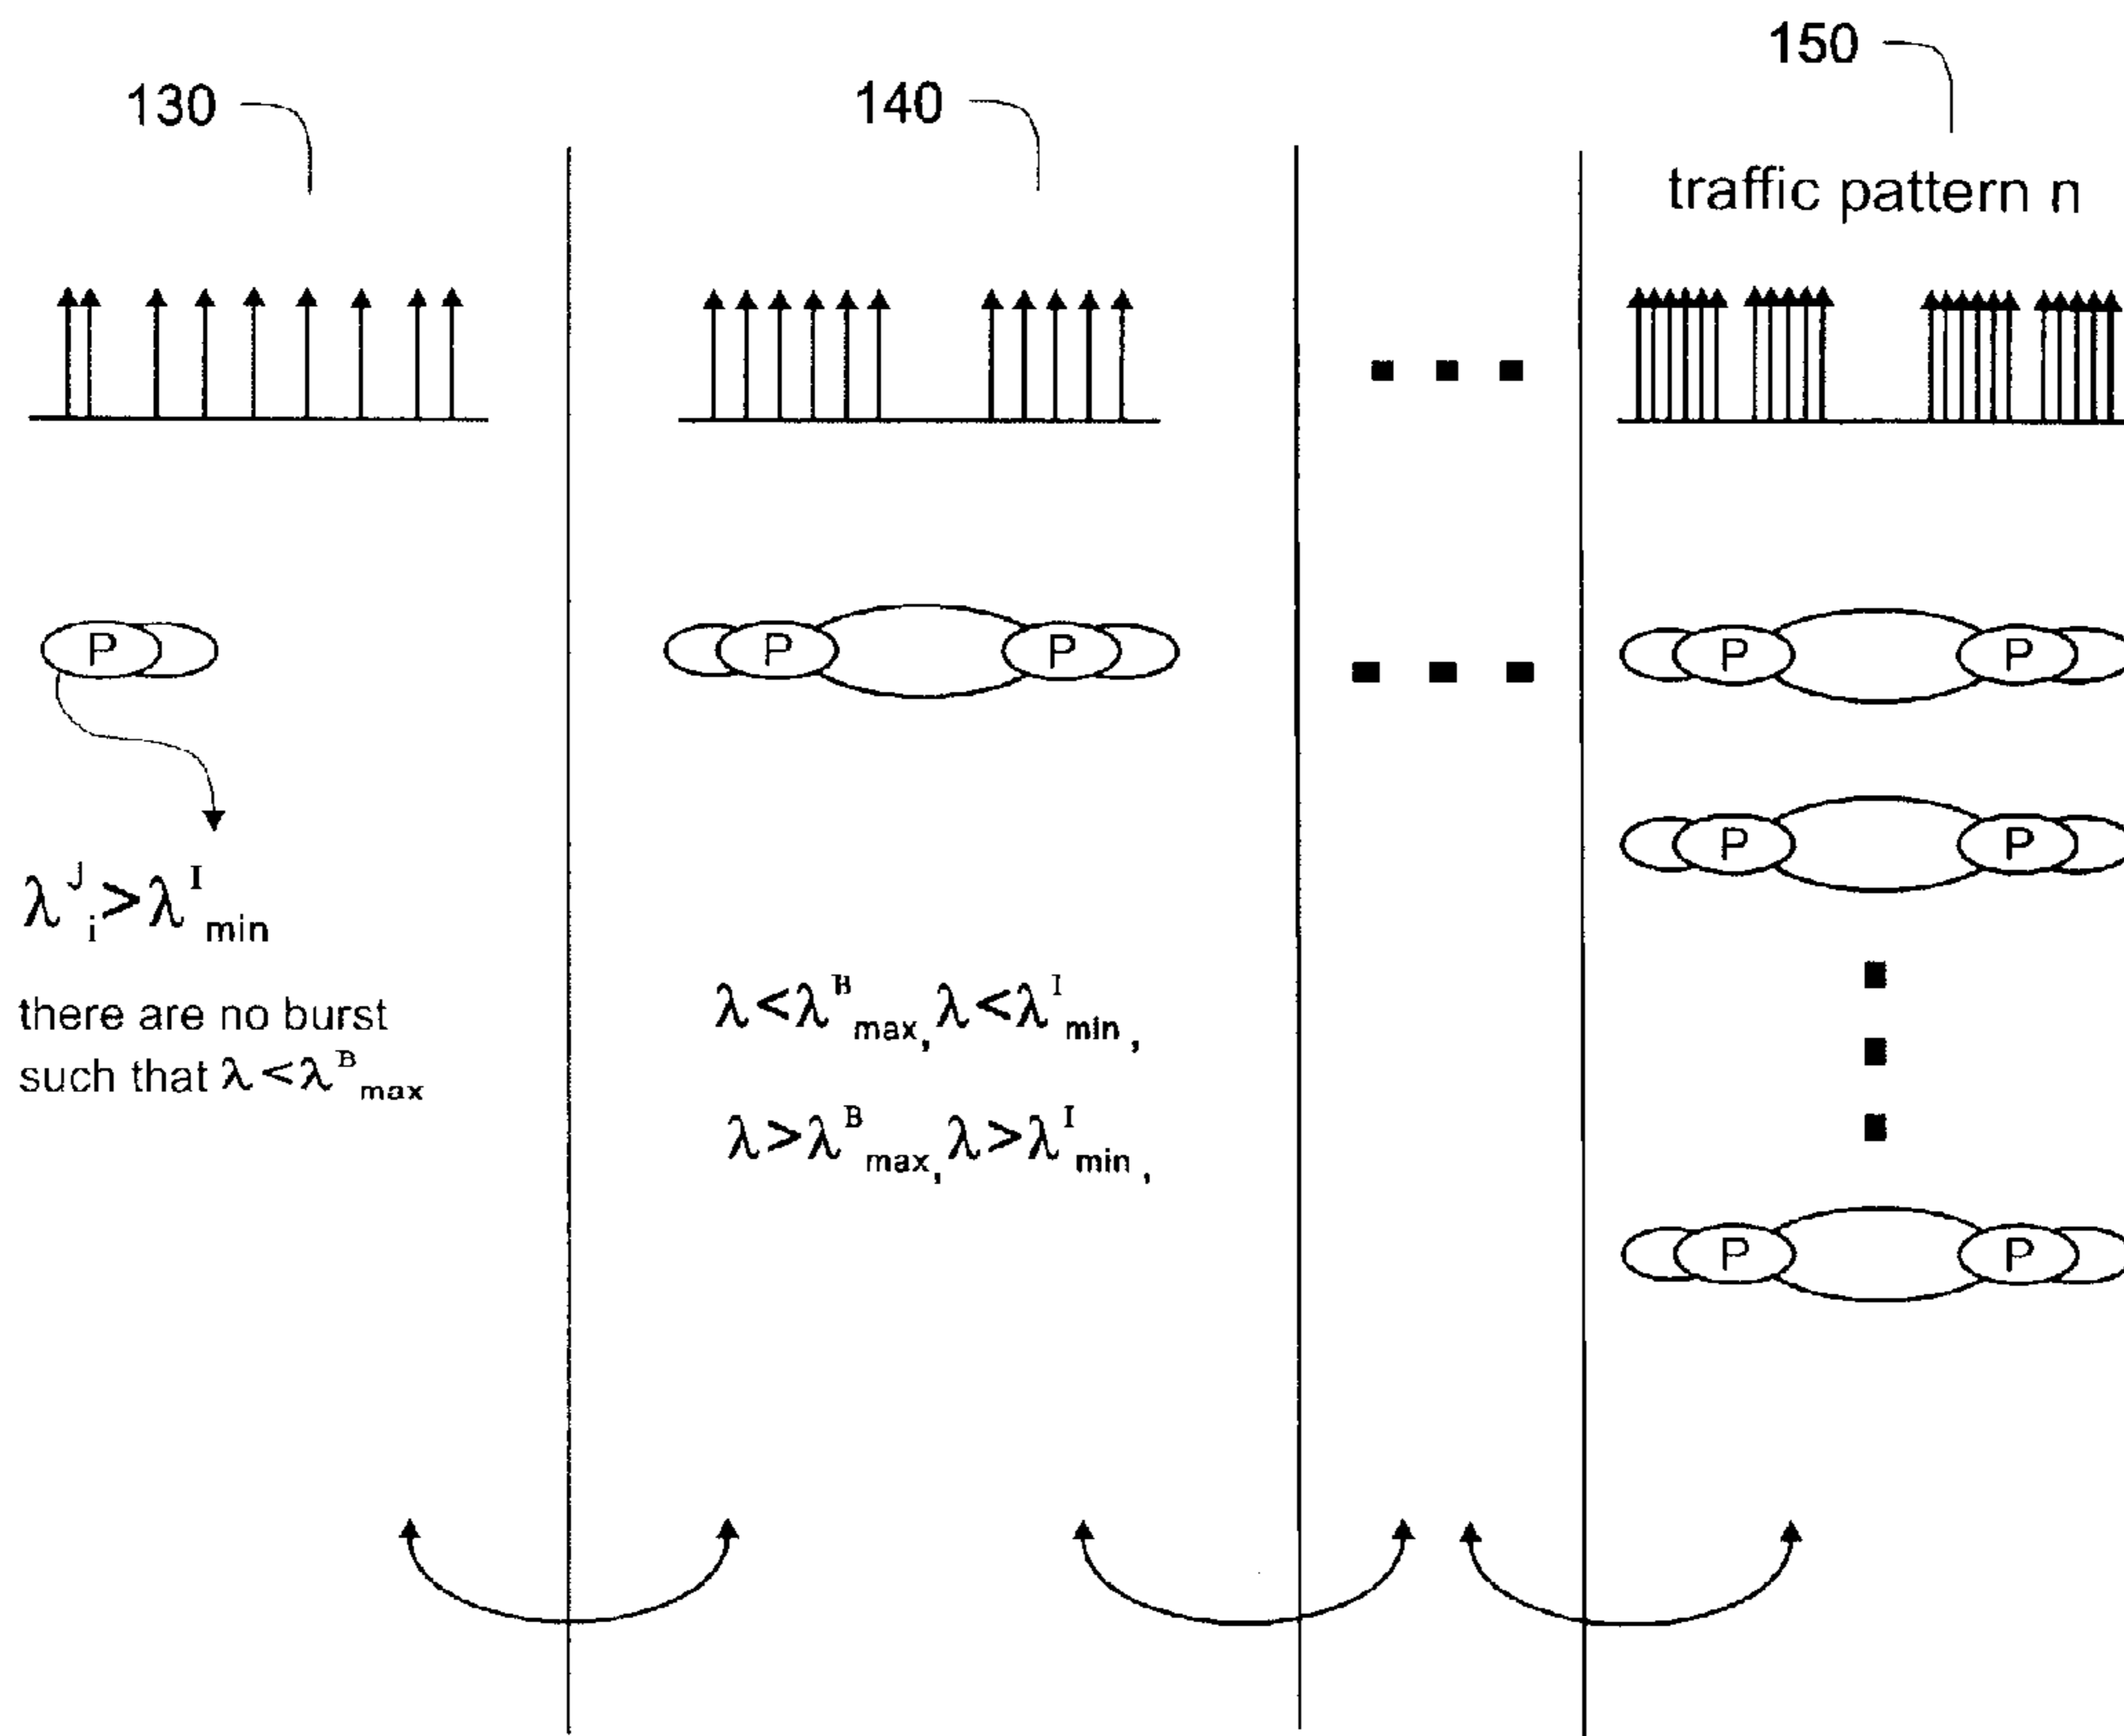 130
140
150
traffic pattern n
P
P P
P P
P P
P P
λ^J_i > λ^I_min
there are no burst
such that λ < λ^B_max
λ < λ^B_max, λ < λ^I_min,
λ > λ^B_max, λ > λ^I_min,